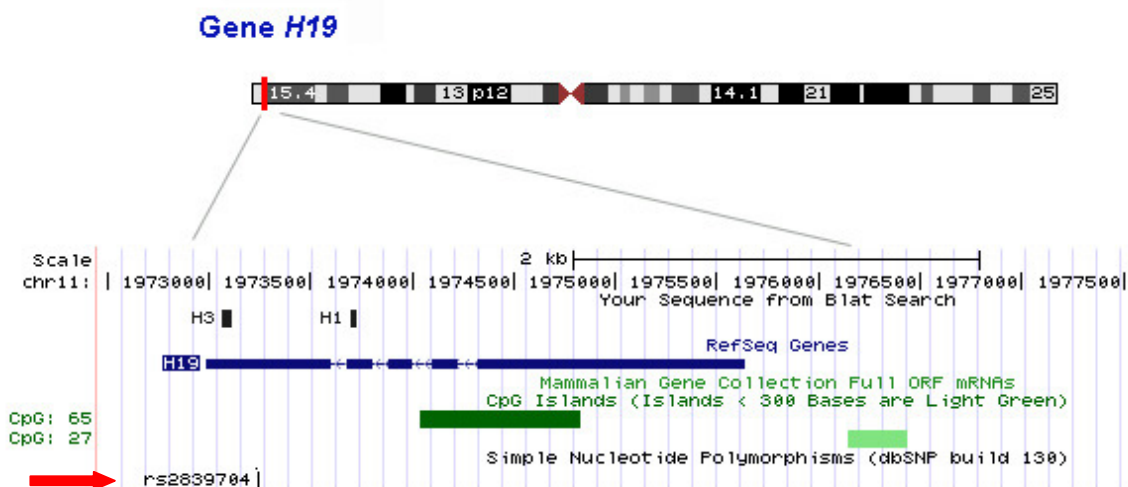 Gene H19
15.4 13 p12 14.1 21 25
Scale 2 kb
chr11: | 1973000| 1973500| 1974000| 1974500| 1975000| 1975500| 1976000| 1976500| 1977000| 1977500|
Your Sequence from Blat Search
H3 H1
RefSeq Genes
H19
Mammalian Gene Collection Full ORF mRNAs
CpG Islands (Islands < 300 Bases are Light Green)
CpG: 65
CpG: 27
Simple Nucleotide Polymorphisms (dbSNP build 130)
rs2839704